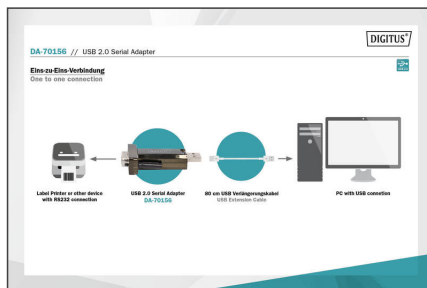 DIGITUS®
DA-70156 // USB 2.0 Serial Adapter
Eins-zu-Eins-Verbindung
One to one connection
Label Printer or other device
with RS232 connection
USB 2.0 Serial Adapter
DA-70156
80 cm USB Verlängerungskabel
USB Extension Cable
PC with USB connetion